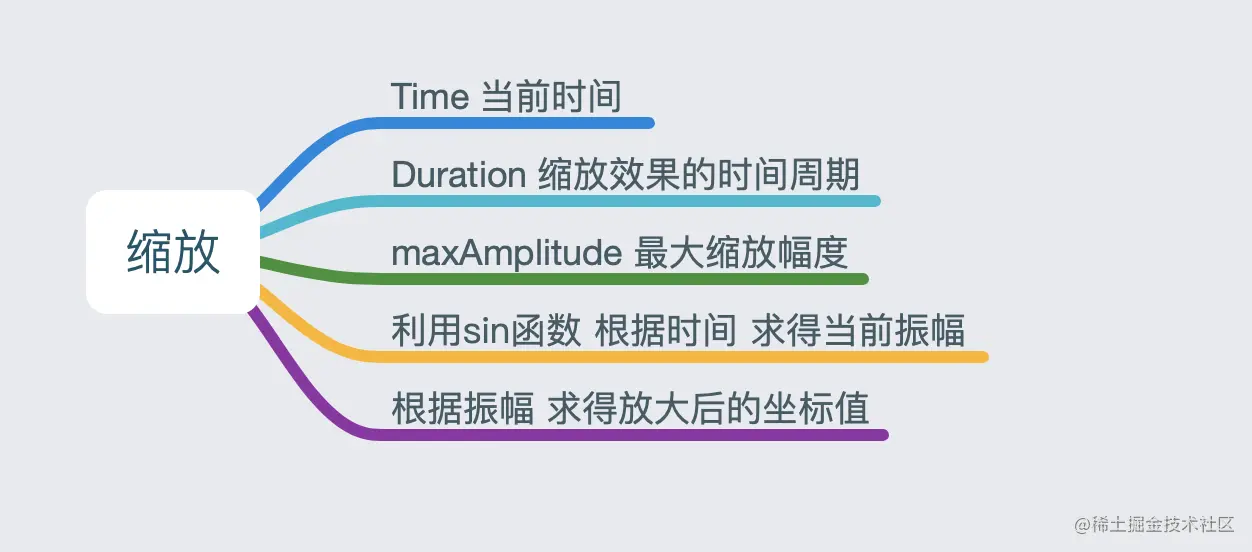 缩放
Time 当前时间
Duration 缩放效果的时间周期
maxAmplitude 最大缩放幅度
利用sin函数 根据时间 求得当前振幅
根据振幅 求得放大后的坐标值
@稀土掘金技术社区